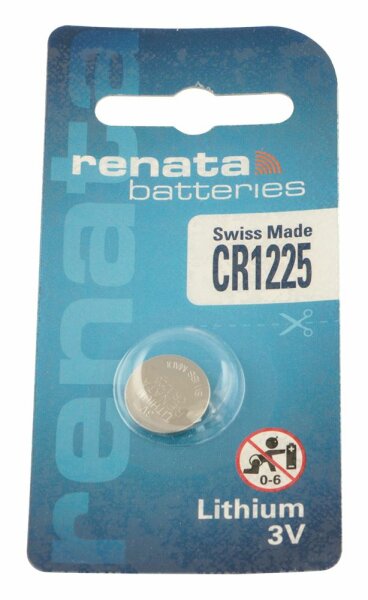 renata
batteries
renata
Swiss Made
CR1225
0-6
Lithium
3V